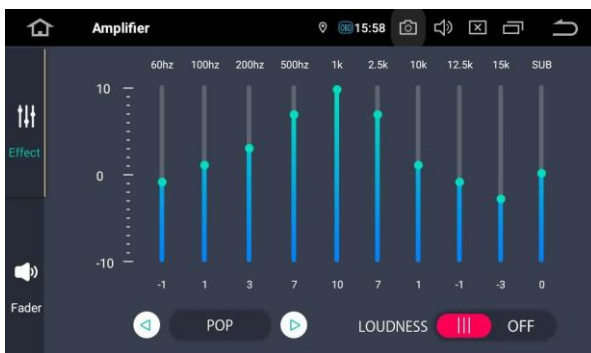 Amplifier 15:58
60hz 100hz 200hz 500hz 1k 2.5k 10k 12.5k 15k SUB
10
Effect
0
-10
-1 1 3 7 10 7 1 -1 -3 0
Fader
POP LOUDNESS OFF